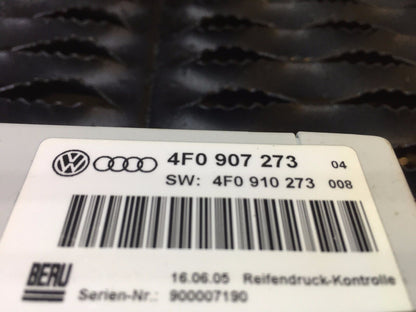 4F0 907 273 04
SW: 4F0 910 273 008
BERU
16.06.05 Reifendruck-Kontrolle
Serien-Nr.: 900007190